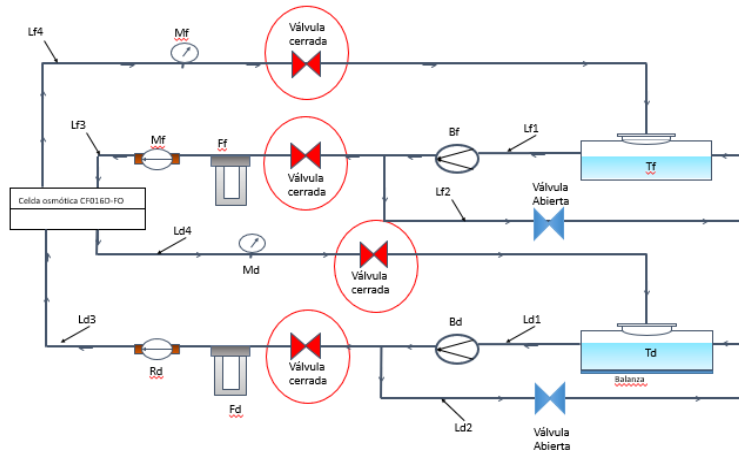 Lf4
Mf
Válvula
cerrada
Lf3
Mf
Ff
Válvula
cerrada
Bf
Lf1
Tf
Celda osmótica CF016O-FO
Lf2
Válvula
Abierta
Ld4
Md
Válvula
cerrada
Ld3
Rd
Fd
Válvula
cerrada
Bd
Ld1
Td
Balanza
Ld2
Válvula
Abierta